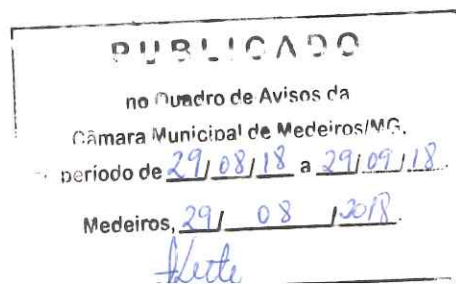 PUBLICADO
no Quadro de Avisos da
Câmara Municipal de Medeiros/MG,
período de 29/08/18 a 29/09/18.
Medeiros, 29/ 08 /2018.